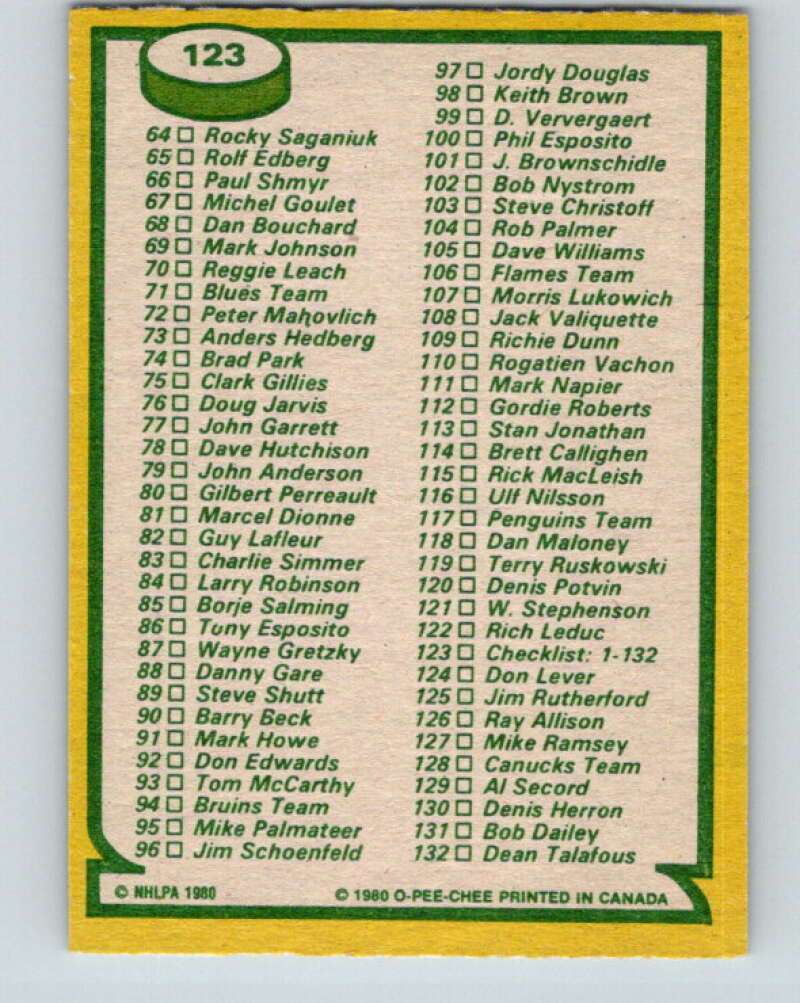 123
64 □ Rocky Saganiuk
65 □ Rolf Edberg
66 □ Paul Shmyr
67 □ Michel Goulet
68 □ Dan Bouchard
69 □ Mark Johnson
70 □ Reggie Leach
71 □ Blues Team
72 □ Peter Mahovlich
73 □ Anders Hedberg
74 □ Brad Park
75 □ Clark Gillies
76 □ Doug Jarvis
77 □ John Garrett
78 □ Dave Hutchison
79 □ John Anderson
80 □ Gilbert Perreault
81 □ Marcel Dionne
82 □ Guy Lafleur
83 □ Charlie Simmer
84 □ Larry Robinson
85 □ Borje Salming
86 □ Tony Esposito
87 □ Wayne Gretzky
88 □ Danny Gare
89 □ Steve Shutt
90 □ Barry Beck
91 □ Mark Howe
92 □ Don Edwards
93 □ Tom McCarthy
94 □ Bruins Team
95 □ Mike Palmateer
96 □ Jim Schoenfeld
97 □ Jordy Douglas
98 □ Keith Brown
99 □ D. Ververgaert
100 □ Phil Esposito
101 □ J. Brownschidle
102 □ Bob Nystrom
103 □ Steve Christoff
104 □ Rob Palmer
105 □ Dave Williams
106 □ Flames Team
107 □ Morris Lukowich
108 □ Jack Valiquette
109 □ Richie Dunn
110 □ Rogatien Vachon
111 □ Mark Napier
112 □ Gordie Roberts
113 □ Stan Jonathan
114 □ Brett Callighen
115 □ Rick MacLeish
116 □ Ulf Nilsson
117 □ Penguins Team
118 □ Dan Maloney
119 □ Terry Ruskowski
120 □ Denis Potvin
121 □ W. Stephenson
122 □ Rich Leduc
123 □ Checklist: 1-132
124 □ Don Lever
125 □ Jim Rutherford
126 □ Ray Allison
127 □ Mike Ramsey
128 □ Canucks Team
129 □ Al Secord
130 □ Denis Herron
131 □ Bob Dailey
132 □ Dean Talafous
© NHLPA 1980
© 1980 O-PEE-CHEE PRINTED IN CANADA